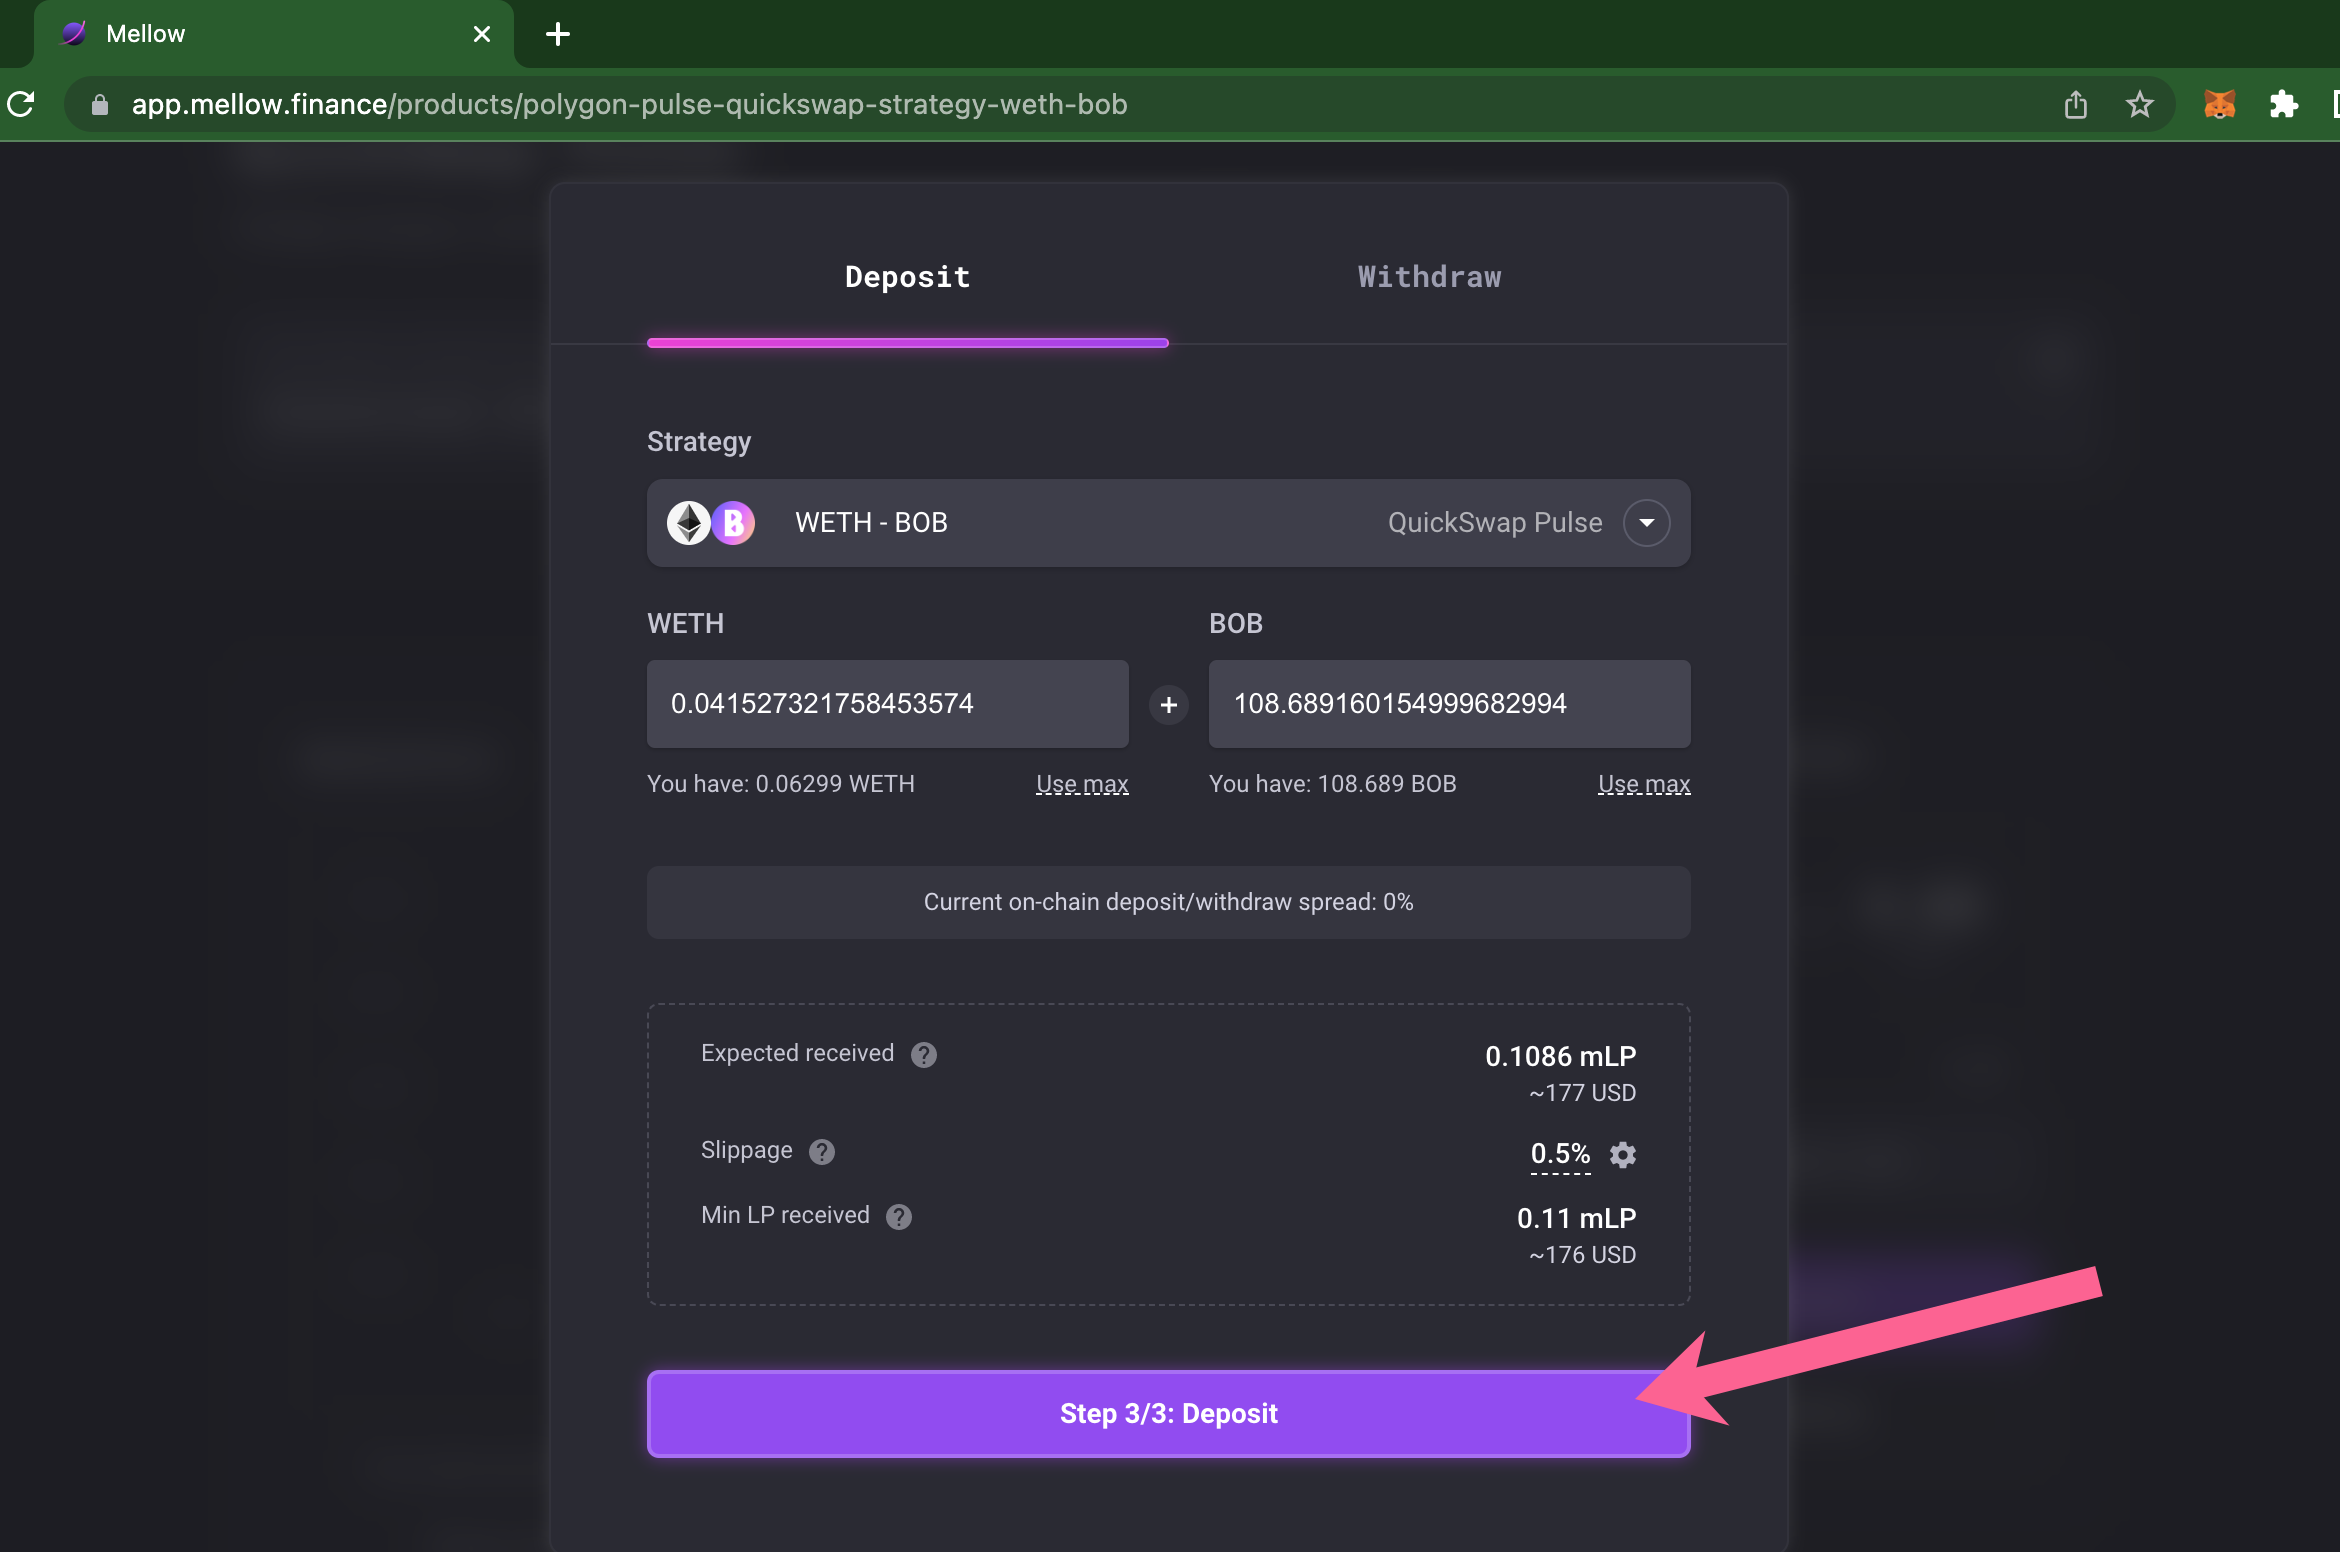 Mellow
app.mellow.finance/products/polygon-pulse-quickswap-strategy-weth-bob
Deposit
Withdraw
Strategy
B
WETH - BOB
QuickSwap Pulse
WETH
BOB
0.041527321758453574
+
108.689160154999682994
You have: 0.06299 WETH
Use max
You have: 108.689 BOB
Use max
Current on-chain deposit/withdraw spread: 0%
Expected received ?
0.1086 mLP
~177 USD
Slippage ?
0.5%
Min LP received ?
0.11 mLP
~176 USD
Step 3/3: Deposit